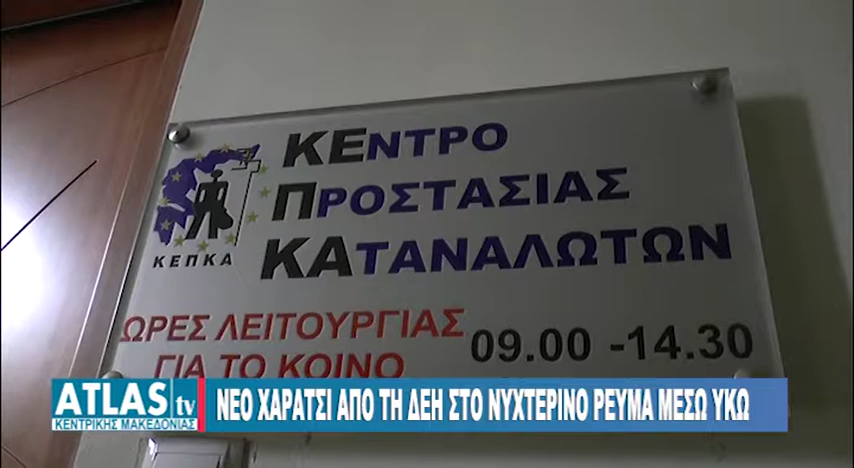 ΚΕΝΤΡΟ
ΠΡΟΣΤΑΣΙΑΣ
ΚΑΤΑΝΑΛΩΤΩΝ
ΚΕΠΚΑ
ΩΡΕΣ ΛΕΙΤΟΥΡΓΙΑΣ
ΓΙΑ ΤΟ ΚΟΙΝΟ
09.00 -14.30
ATLAS tv
ΚΕΝΤΡΙΚΗΣ ΜΑΚΕΔΟΝΙΑΣ
ΝΕΟ ΧΑΡΑΤΣΙ ΑΠΟ ΤΗ ΔΕΗ ΣΤΟ ΝΥΧΤΕΡΙΝΟ ΡΕΥΜΑ ΜΕΣΩ ΥΚΩ